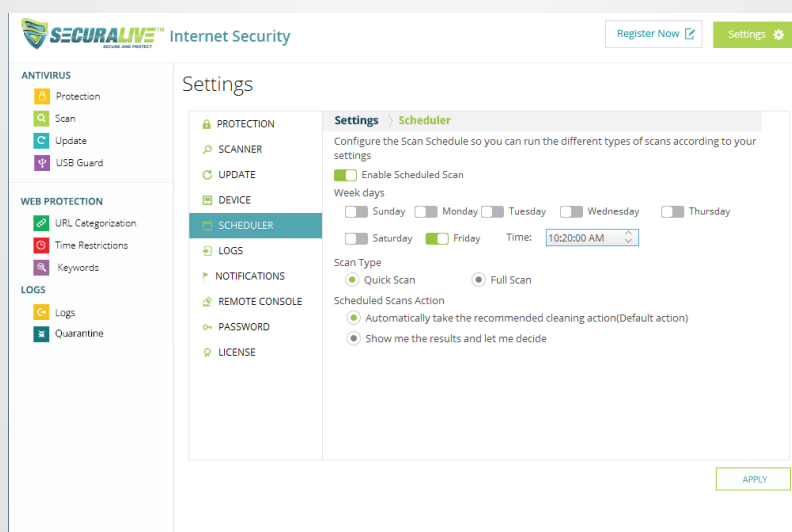 SECURALIVE™ Internet Security
SECURE AND PROTECT
Register Now
Settings
ANTIVIRUS
Protection
Scan
Update
USB Guard
WEB PROTECTION
URL Categorization
Time Restrictions
Keywords
LOGS
Logs
Quarantine
Settings
PROTECTION
SCANNER
UPDATE
DEVICE
SCHEDULER
LOGS
NOTIFICATIONS
REMOTE CONSOLE
PASSWORD
LICENSE
Settings Scheduler
Configure the Scan Schedule so you can run the different types of scans according to your
settings
Enable Scheduled Scan
Week days
Sunday Monday Tuesday Wednesday Thursday
Saturday Friday Time: 10:20:00 AM
Scan Type
Quick Scan Full Scan
Scheduled Scans Action
Automatically take the recommended cleaning action(Default action)
Show me the results and let me decide
APPLY